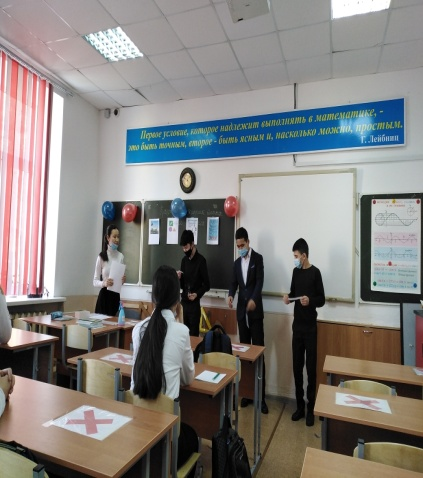 Первое условие, которое надлежит выполнять в математике, -
это быть точным, второе - быть ясным и, насколько можно, простым.
Г. Лейбниц